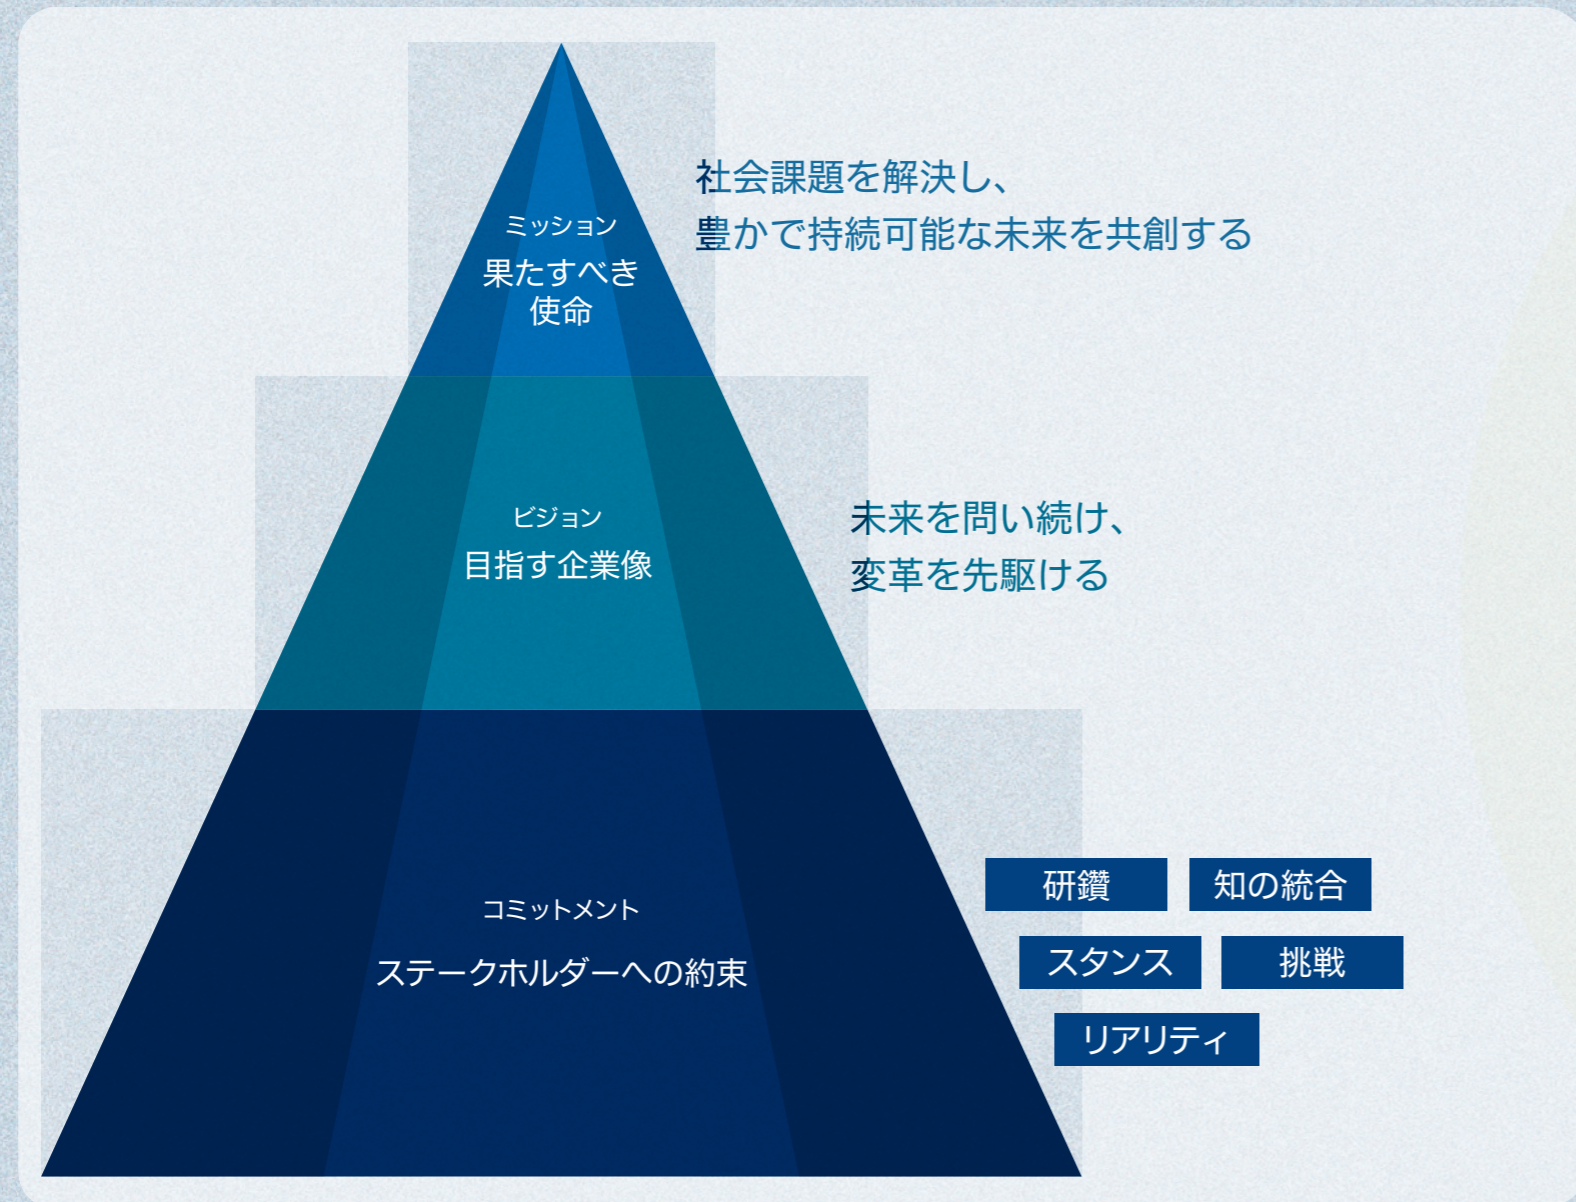 ミッション
果たすべき
使命
社会課題を解決し、
豊かで持続可能な未来を共創する
ビジョン
目指す企業像
未来を問い続け、
変革を先駆ける
コミットメント
ステークホルダーへの約束
研鑽 知の統合
スタンス 挑戦
リアリティ